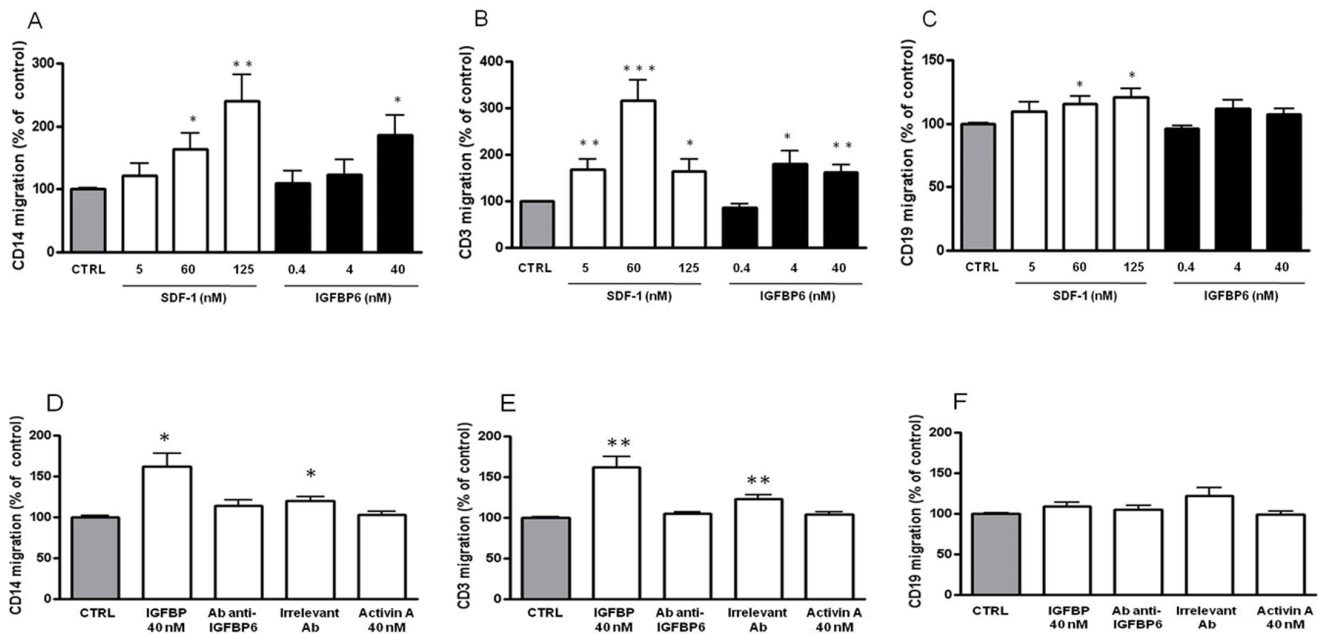 A
CD14 migration (% of control)
300
200
100
0
* ** *
CTRL 5 60 125 0.4 4 40
SDF-1 (nM) IGFBP6 (nM)
B
CD3 migration (% of control)
400
300
200
100
0
** *** * * **
CTRL 5 60 125 0.4 4 40
SDF-1 (nM) IGFBP6 (nM)
C
CD19 migration (% of control)
150
100
50
0
* *
CTRL 5 60 125 0.4 4 40
SDF-1 (nM) IGFBP6 (nM)
D
CD14 migration (% of control)
200
150
100
50
0
* *
CTRL IGFBP Ab anti- Irrelevant Activin A
40 nM IGFBP6 Ab 40 nM
E
CD3 migration (% of control)
200
150
100
50
0
** **
CTRL IGFBP Ab anti- Irrelevant Activin A
40 nM IGFBP6 Ab 40 nM
F
CD19 migration (% of control)
200
150
100
50
0
CTRL IGFBP Ab anti- Irrelevant Activin A
40 nM IGFBP6 Ab 40 nM